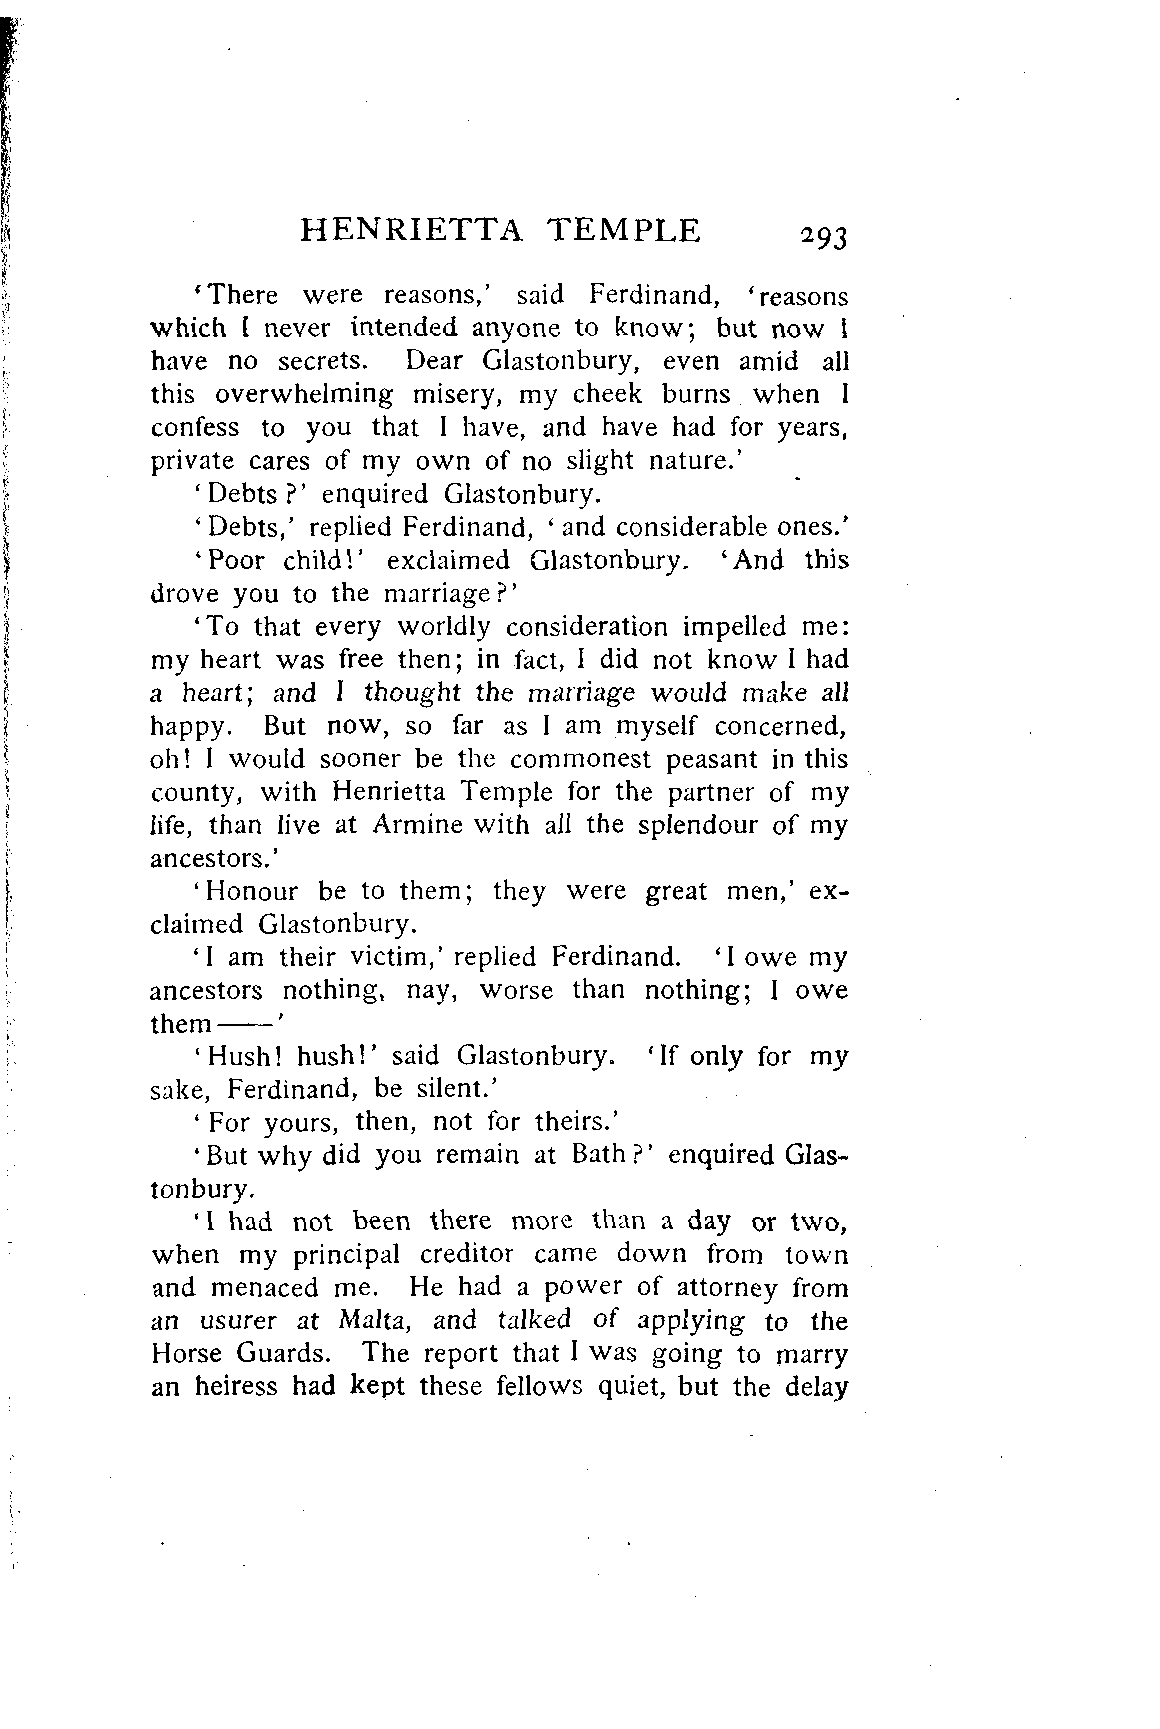 HENRIETTA TEMPLE 293
'There were reasons,' said Ferdinand, 'reasons
which I never intended anyone to know; but now I
have no secrets. Dear Glastonbury, even amid all
this overwhelming misery, my cheek burns when I
confess to you that I have, and have had for years,
private cares of my own of no slight nature.'
'Debts?' enquired Glastonbury.
'Debts,' replied Ferdinand, 'and considerable ones.'
'Poor child!' exclaimed Glastonbury. 'And this
drove you to the marriage?'
'To that every worldly consideration impelled me:
my heart was free then; in fact, I did not know I had
a heart; and I thought the marriage would make all
happy. But now, so far as I am myself concerned,
oh! I would sooner be the commonest peasant in this
county, with Henrietta Temple for the partner of my
life, than live at Armine with all the splendour of my
ancestors.'
'Honour be to them; they were great men,' ex-
claimed Glastonbury.
'I am their victim,' replied Ferdinand. 'I owe my
ancestors nothing, nay, worse than nothing; I owe
them——'
'Hush! hush!' said Glastonbury. 'If only for my
sake, Ferdinand, be silent.'
'For yours, then, not for theirs.'
'But why did you remain at Bath?' enquired Glas-
tonbury.
'I had not been there more than a day or two,
when my principal creditor came down from town
and menaced me. He had a power of attorney from
an usurer at Malta, and talked of applying to the
Horse Guards. The report that I was going to marry
an heiress had kept these fellows quiet, but the delay